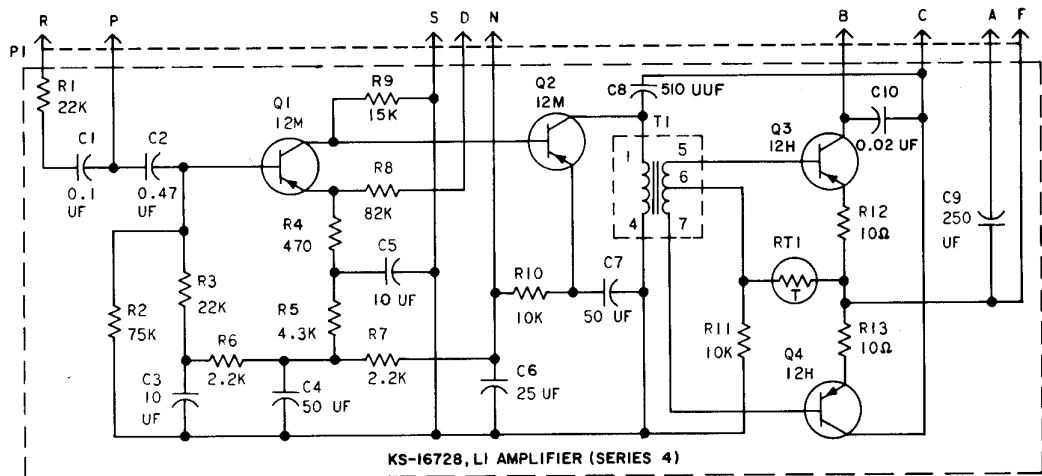 R P S D N B C A F
P1
R1
22K
C1
0.1
UF
C2
0.47
UF
R9
15K
Q1
12M
R8
82K
R4
470
C5
10 UF
Q2
12M
C8 510 UUF
T1
1 5
6
4 7
C10
0.02 UF
Q3
12H
C9
250
UF
R12
10Ω
RT1
T
R2
75K
R3
22K
R5
4.3K
R10
10K
C7
50 UF
R11
10K
R13
10Ω
R6
2.2K
R7
2.2K
C3
10
UF
C4
50 UF
C6
25 UF
Q4
12H
KS-16728, L1 AMPLIFIER (SERIES 4)